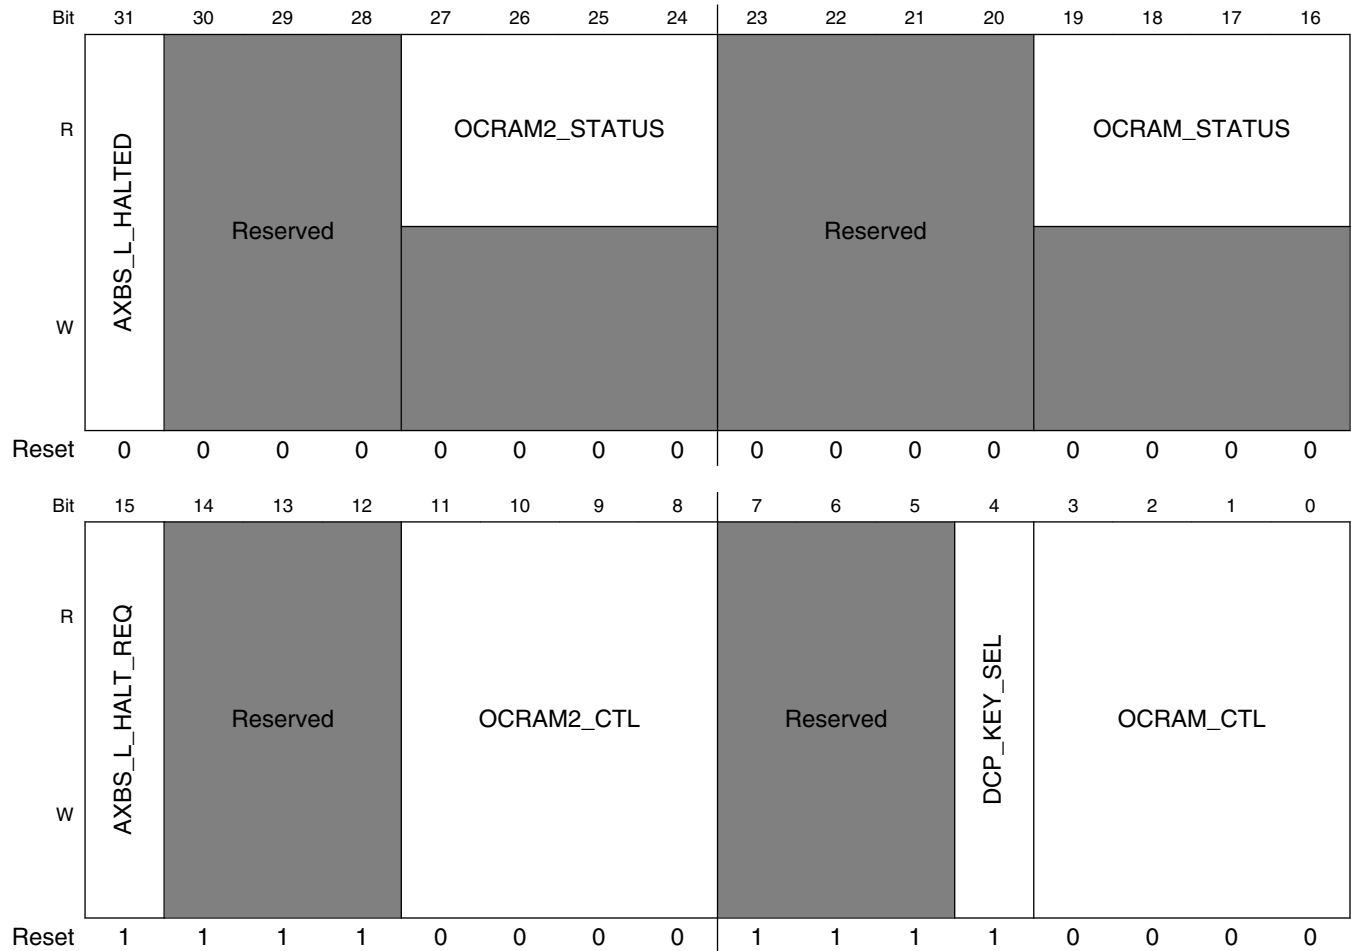 Bit 31 30 29 28 27 26 25 24 23 22 21 20 19 18 17 16
R
AXBS_L_HALTED
Reserved
OCRAM2_STATUS
Reserved
OCRAM_STATUS
W
Reset 0 0 0 0 0 0 0 0 0 0 0 0 0 0 0 0
Bit 15 14 13 12 11 10 9 8 7 6 5 4 3 2 1 0
R
AXBS_L_HALT_REQ
Reserved
OCRAM2_CTL
Reserved
DCP_KEY_SEL
OCRAM_CTL
W
Reset 1 1 1 1 0 0 0 0 1 1 1 1 0 0 0 0